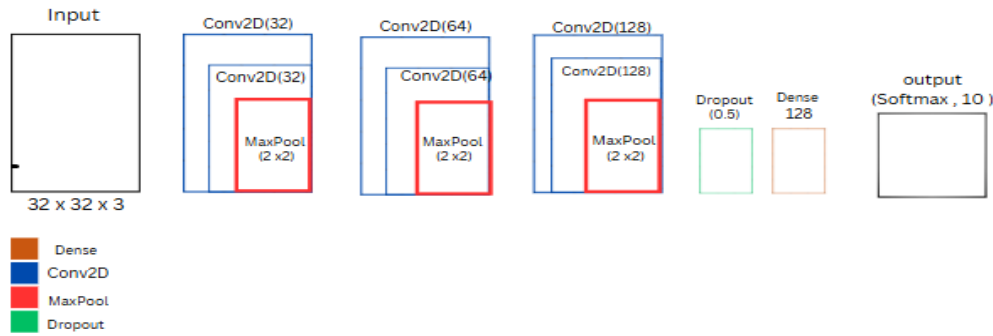 Input
32 x 32 x 3
Conv2D(32)
Conv2D(32)
MaxPool
(2 x2)
Conv2D(64)
Conv2D(64)
MaxPool
(2 x2)
Conv2D(128)
Conv2D(128)
MaxPool
(2 x2)
Dropout
(0.5)
Dense
128
output
(Softmax , 10 )
Dense
Conv2D
MaxPool
Dropout